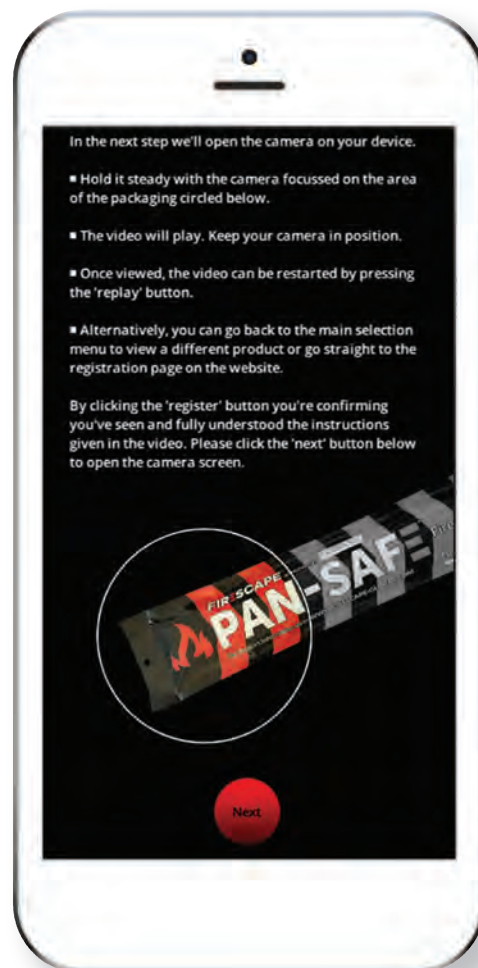 In the next step we'll open the camera on your device.
▪ Hold it steady with the camera focussed on the area
of the packaging circled below.
▪ The video will play. Keep your camera in position.
▪ Once viewed, the video can be restarted by pressing
the 'replay' button.
▪ Alternatively, you can go back to the main selection
menu to view a different product or go straight to the
registration page on the website.
By clicking the 'register' button you're confirming
you've seen and fully understood the instructions
given in the video. Please click the 'next' button below
to open the camera screen.
FIRESCAPE
PAN-SAFE
Next